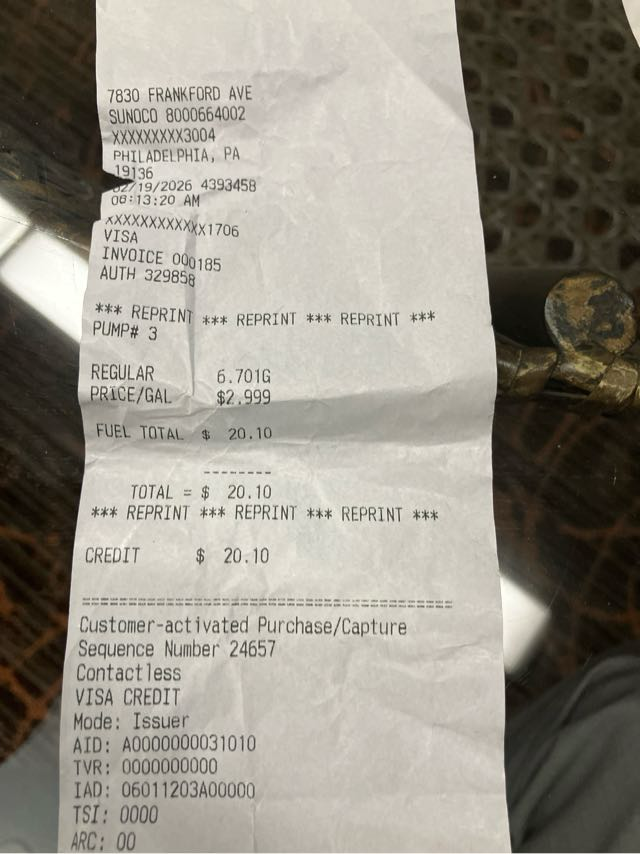 7830 FRANKFORD AVE
SUNOCO 8000664002
XXXXXXXXX3004
PHILADELPHIA, PA
19136
02/19/2026 4393458
06:13:20 AM
XXXXXXXXXXXX1706
VISA
INVOICE 000185
AUTH 329858
*** REPRINT *** REPRINT *** REPRINT ***
PUMP# 3
REGULAR 6.701G
PRICE/GAL $2.999
FUEL TOTAL $ 20.10
--------
TOTAL = $ 20.10
*** REPRINT *** REPRINT *** REPRINT ***
CREDIT $ 20.10
Customer-activated Purchase/Capture
Sequence Number 24657
Contactless
VISA CREDIT
Mode: Issuer
AID: A0000000031010
TVR: 0000000000
IAD: 06011203A00000
TSI: 0000
ARC: 00